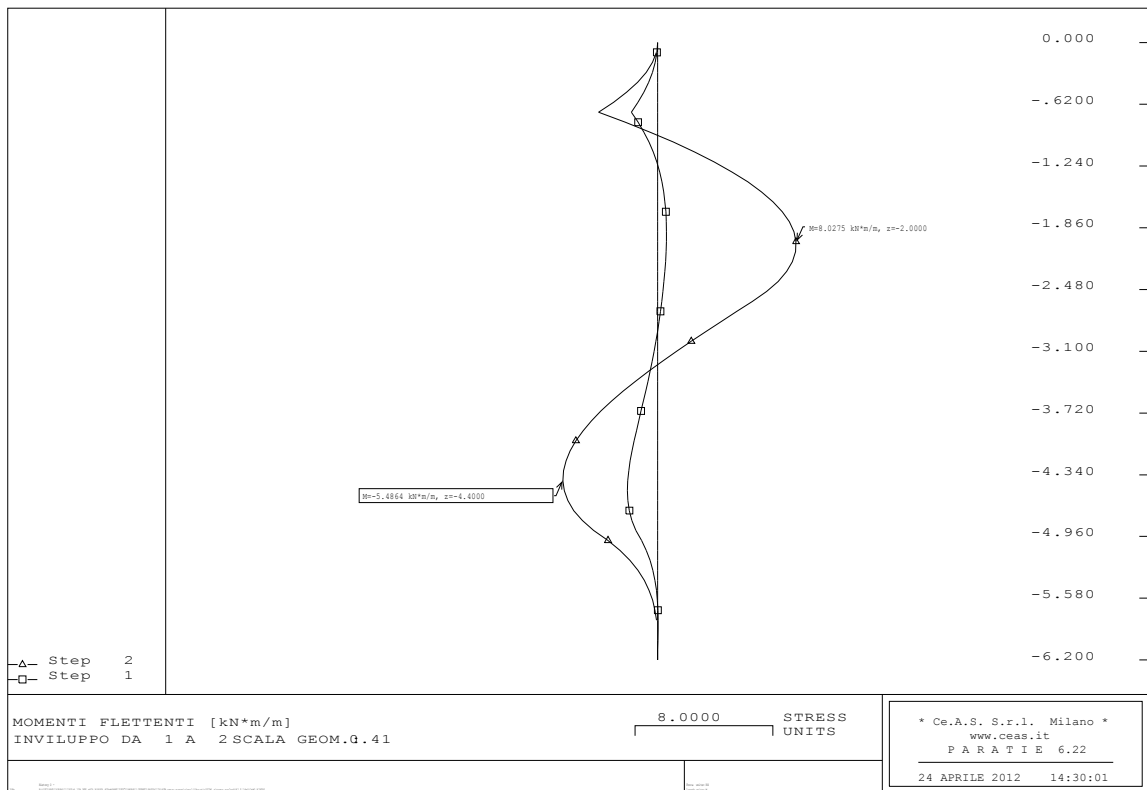 0.000
-.6200
-1.240
-1.860
M=8.0275 kN*m/m, z=-2.0000
-2.480
-3.100
-3.720
-4.340
M=-5.4864 kN*m/m, z=-4.4000
-4.960
-5.580
-6.200
Step 2
Step 1
MOMENTI FLETTENTI [kN*m/m]
INVILUPPO DA 1 A 2 SCALA GEOM. .41
8.0000 STRESS UNITS
* Ce.A.S. S.r.l. Milano *
www.ceas.it
P A R A T I E 6.22
24 APRILE 2012 14:30:01